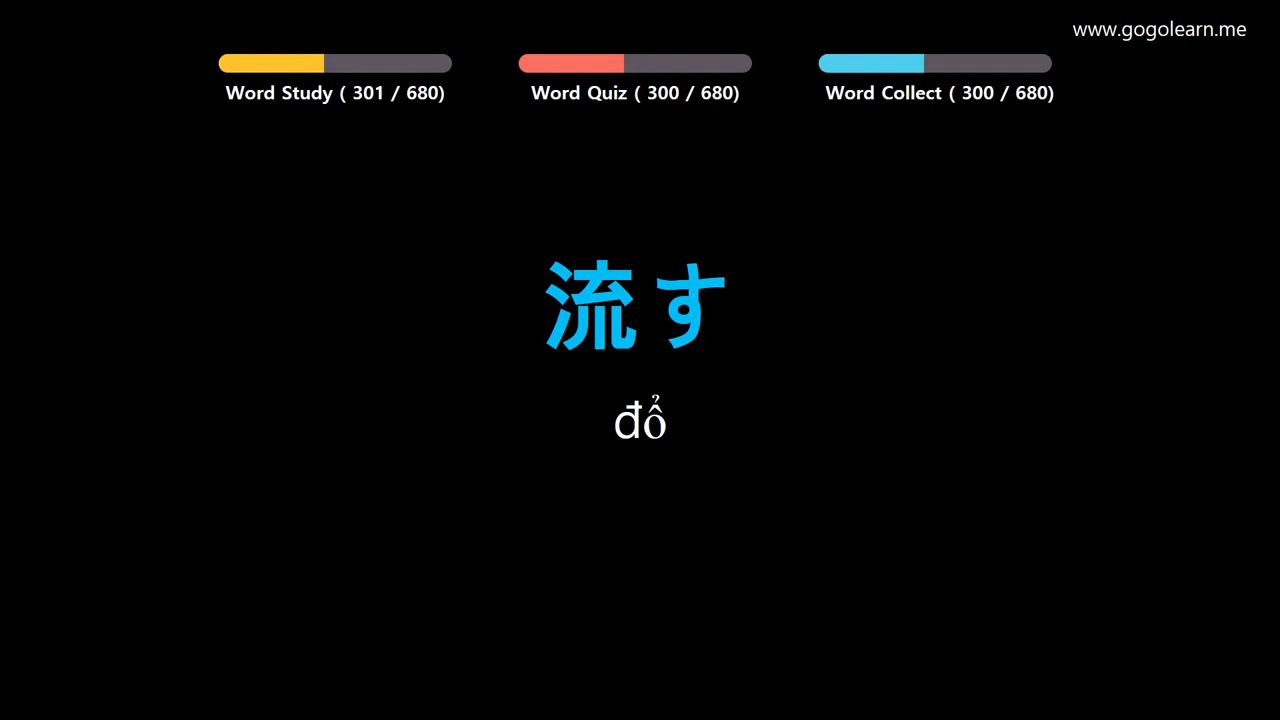 www.gogolearn.me
Word Study ( 301 / 680)
Word Quiz ( 300 / 680)
Word Collect ( 300 / 680)
流す
đổ